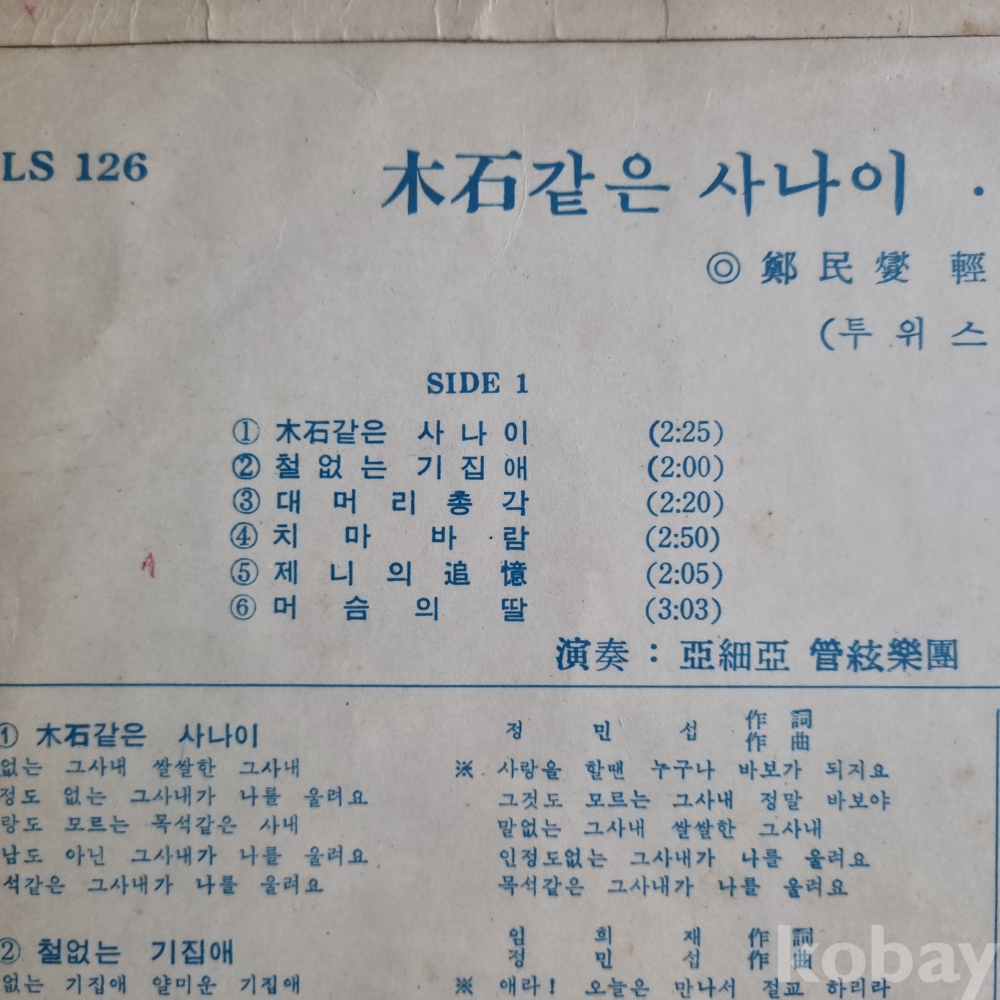 LS 126
木石같은 사나이 ·
◎ 鄭民燮 輕
(투위스
SIDE 1
① 木石같은 사나이 (2:25)
② 철없는 기집애 (2:00)
③ 대머리총각 (2:20)
④ 치마바람 (2:50)
⑤ 제니의 追憶 (2:05)
⑥ 머슴의 딸 (3:03)
演奏: 亞細亞 管絃樂團
① 木石같은 사나이
정민섭 作詞
作曲
없는 그사내 쌀쌀한 그사내
정도 없는 그사내가 나를 울려요
랑도 모르는 목석같은 사내
남도 아닌 그사내가 나를 울려요
석같은 그사내가 나를 울려요
※ 사랑을 할땐 누구나 바보가 되지요
그것도 모르는 그사내 정말 바보야
말없는 그사내 쌀쌀한 그사내
인정도없는 그사내가 나를 울려요
목석같은 그사내가 나를 울려요
② 철없는 기집애
임희재 作詞
정민섭 作曲
없는 기집애 얄미운 기집애
※ 애라! 오늘은 만나서 절교 하리라
kobay